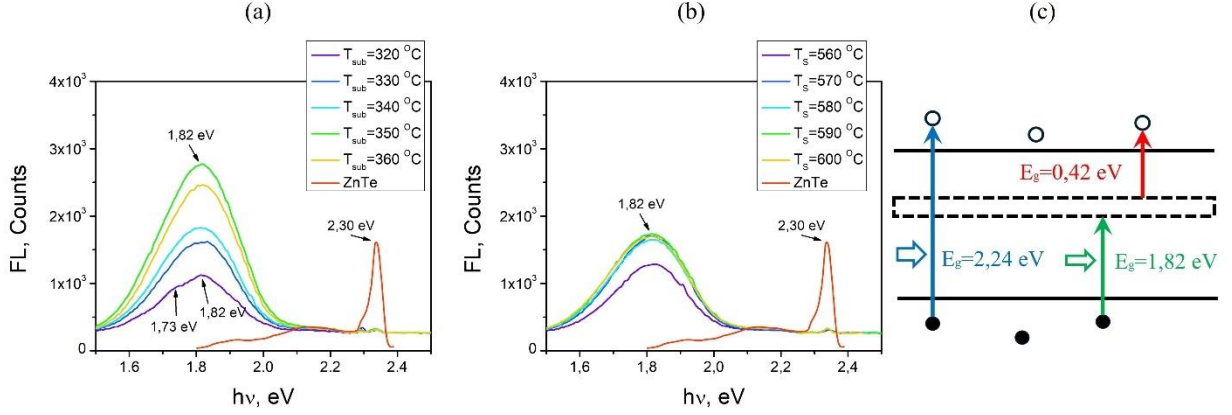 (a)
FL, Counts
4x10³
3x10³
2x10³
1x10³
0
1.6
1.8
2.0
2.2
2.4
hν, eV
T_sub=320 °C
T_sub=330 °C
T_sub=340 °C
T_sub=350 °C
T_sub=360 °C
ZnTe
1,82 eV
2,30 eV
1,73 eV
1,82 eV
(b)
FL, Counts
4x10³
3x10³
2x10³
1x10³
0
1,6
1,8
2,0
2,2
2,4
hν, eV
T_S=560 °C
T_S=570 °C
T_S=580 °C
T_S=590 °C
T_S=600 °C
ZnTe
1,82 eV
2,30 eV
(c)
E_g=0,42 eV
E_g=2,24 eV
E_g=1,82 eV